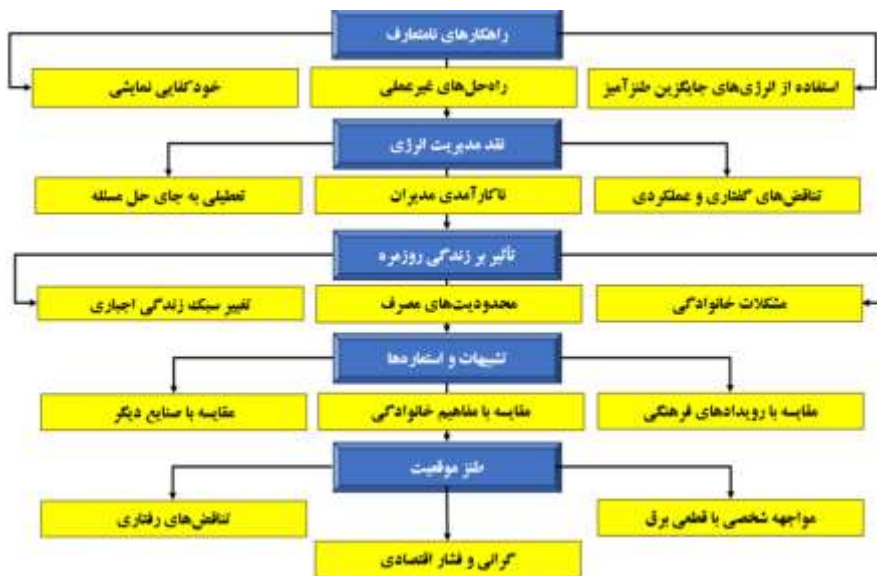 راهکارهای نامتعارف
استفاده از انرژی‌های جایگزین طنزآمیز
راه‌حل‌های غیرعملی
خودکفایی نمایشی
نقد مدیریت انرژی
تناقض‌های گفتاری و عملکردی
ناکارآمدی مدیران
تعطیلی به جای حل مسئله
تأثیر بر زندگی روزمره
مشکلات خانوادگی
محدودیت‌های مصرف
تغییر سبک زندگی اجباری
تشبیهات و استعاره‌ها
مقایسه با رویدادهای فرهنگی
مقایسه با مفاهیم خانوادگی
مقایسه با صنایع دیگر
طنز موقعیت
مواجهه شخصی با قطعی برق
تناقض‌های رفتاری
گرانی و فشار اقتصادی